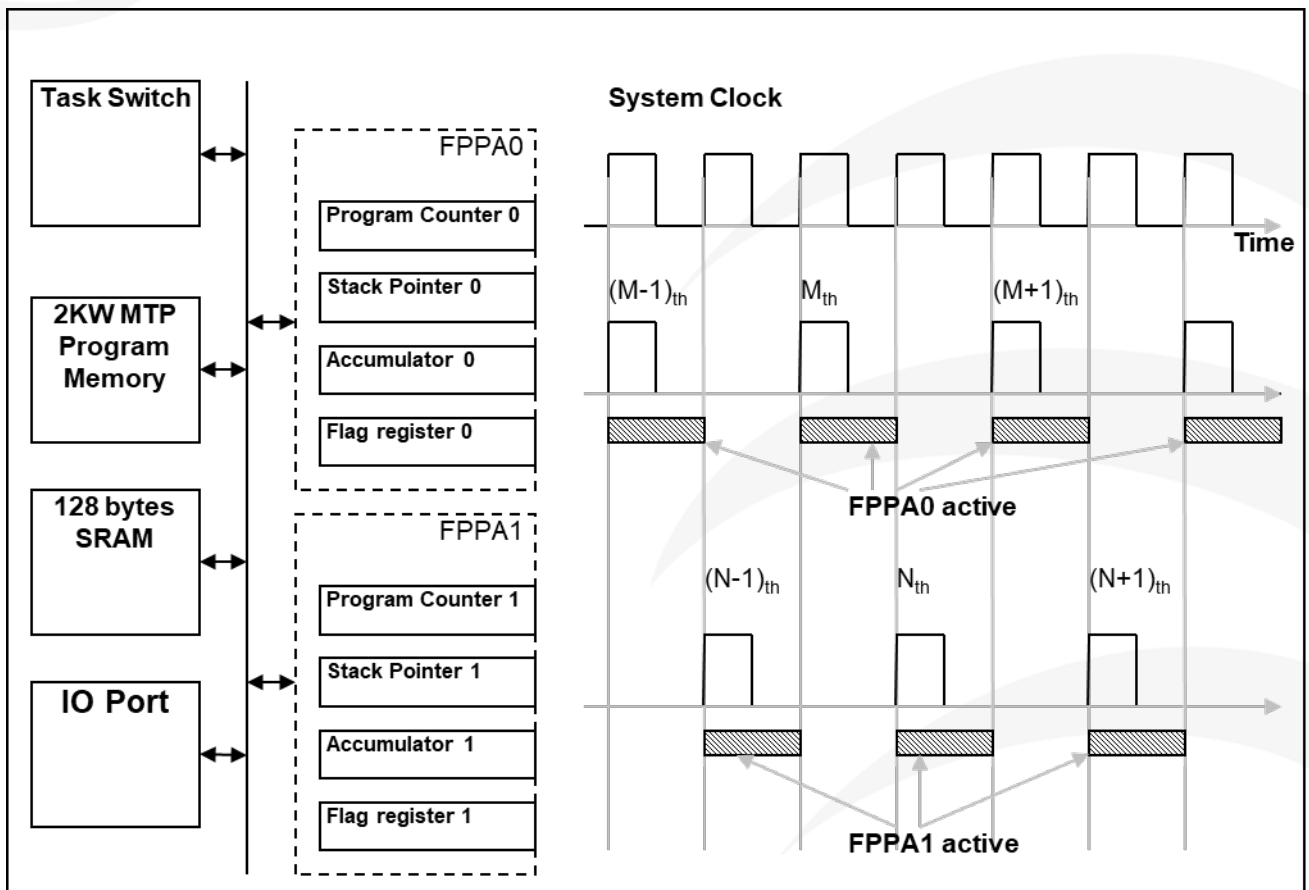 Task Switch
2KW MTP
Program
Memory
128 bytes
SRAM
IO Port
FPPA0
Program Counter 0
Stack Pointer 0
Accumulator 0
Flag register 0
FPPA1
Program Counter 1
Stack Pointer 1
Accumulator 1
Flag register 1
System Clock
Time
(M-1)th
Mth
(M+1)th
FPPA0 active
(N-1)th
Nth
(N+1)th
FPPA1 active